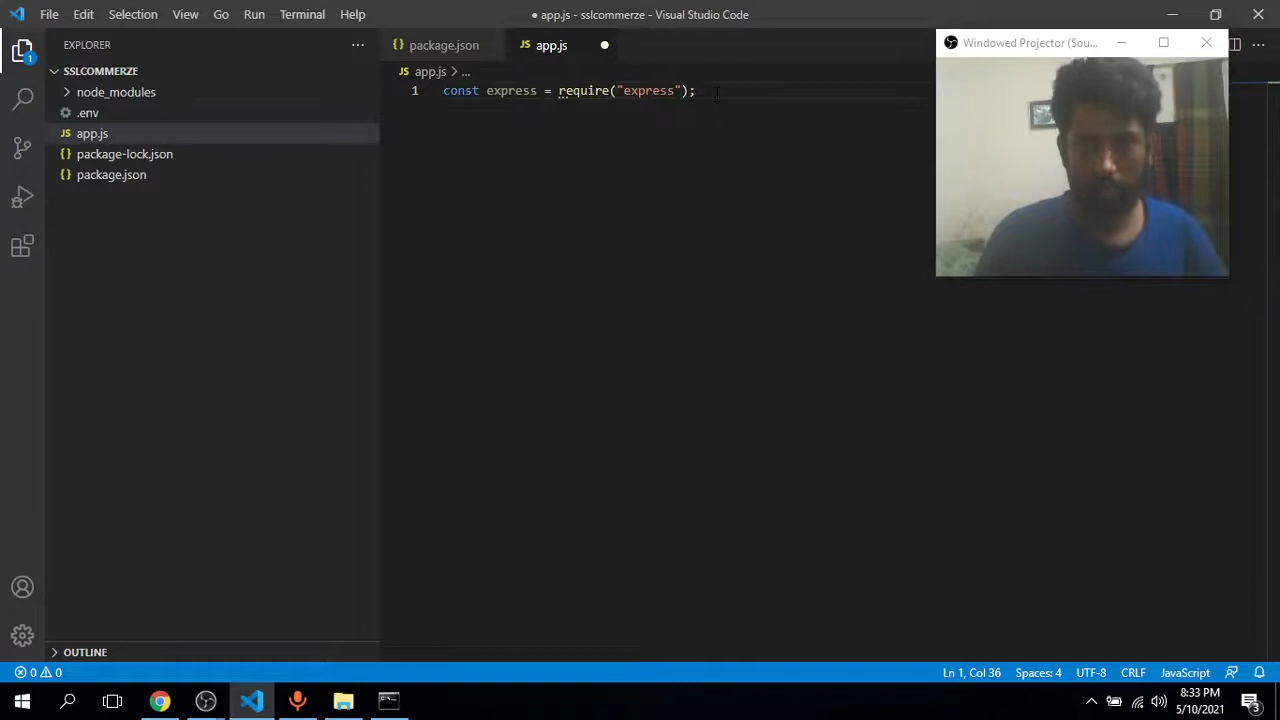 File Edit Selection View Go Run Terminal Help
● app.js - sslcommerze - Visual Studio Code
EXPLORER
SSLCOMMERZE
node_modules
.env
app.js
package-lock.json
package.json
OUTLINE
package.json
app.js
app.js > ...
1 const express = require("express");
Windowed Projector (Sou...
1
0 0
Ln 1, Col 36 Spaces: 4 UTF-8 CRLF JavaScript
8:33 PM
5/10/2021
3